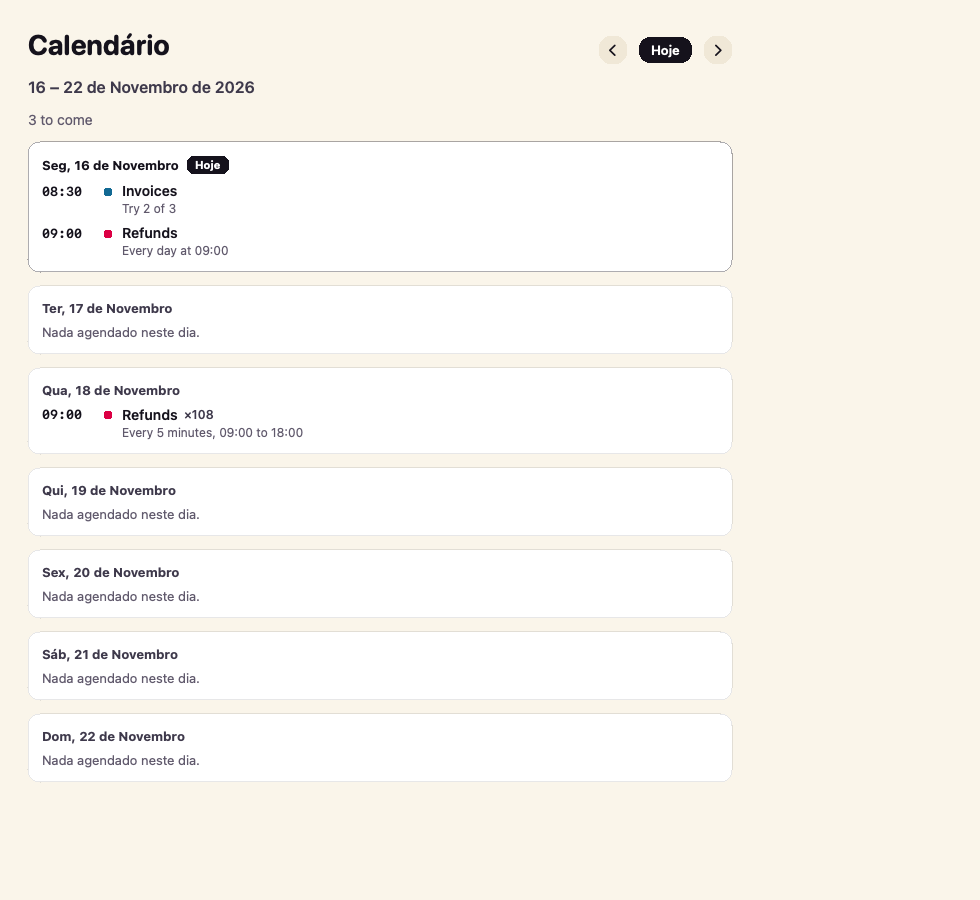 Calendário
Hoje
16 – 22 de Novembro de 2026
3 to come
Seg, 16 de Novembro Hoje
08:30 Invoices
Try 2 of 3
09:00 Refunds
Every day at 09:00
Ter, 17 de Novembro
Nada agendado neste dia.
Qua, 18 de Novembro
09:00 Refunds ×108
Every 5 minutes, 09:00 to 18:00
Qui, 19 de Novembro
Nada agendado neste dia.
Sex, 20 de Novembro
Nada agendado neste dia.
Sáb, 21 de Novembro
Nada agendado neste dia.
Dom, 22 de Novembro
Nada agendado neste dia.